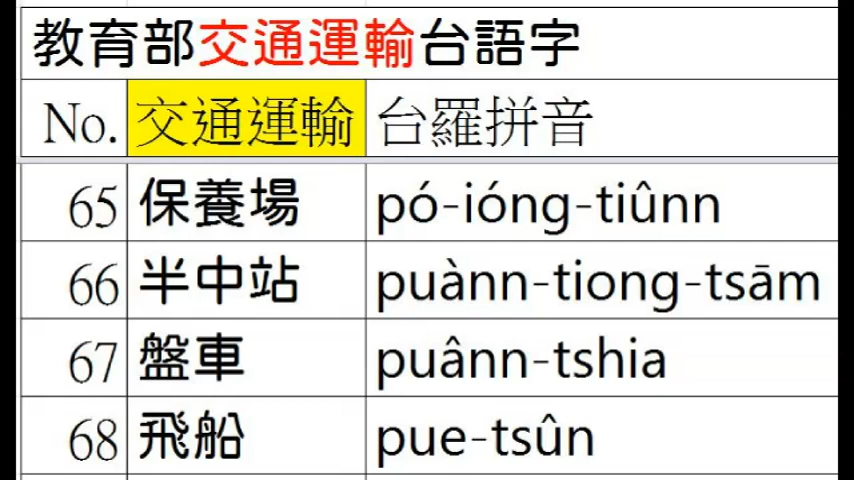 教育部交通運輸台語字
No. 交通運輸 台羅拼音
65 保養場 pó-ióng-tiûnn
66 半中站 puànn-tiong-tsām
67 盤車 puânn-tshia
68 飛船 pue-tsûn